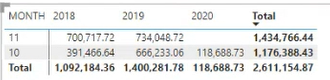 MONTH 2018 2019 2020 Total
11 700,717.72 734,048.72 1,434,766.44
10 391,466.64 666,233.06 118,688.73 1,176,388.43
Total 1,092,184.36 1,400,281.78 118,688.73 2,611,154.87